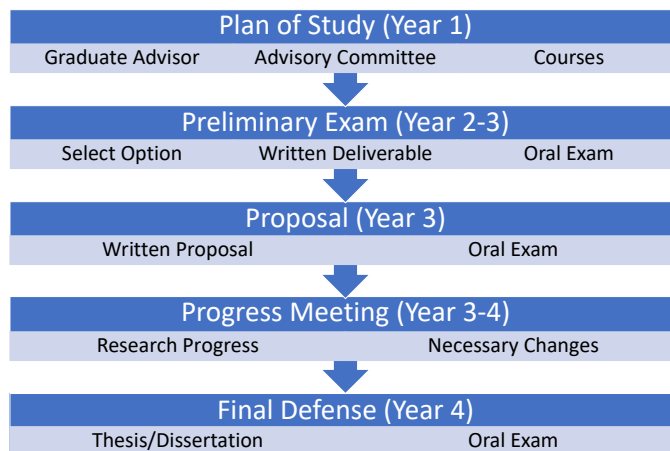 Plan of Study (Year 1)
Graduate Advisor Advisory Committee Courses
Preliminary Exam (Year 2-3)
Select Option Written Deliverable Oral Exam
Proposal (Year 3)
Written Proposal Oral Exam
Progress Meeting (Year 3-4)
Research Progress Necessary Changes
Final Defense (Year 4)
Thesis/Dissertation Oral Exam